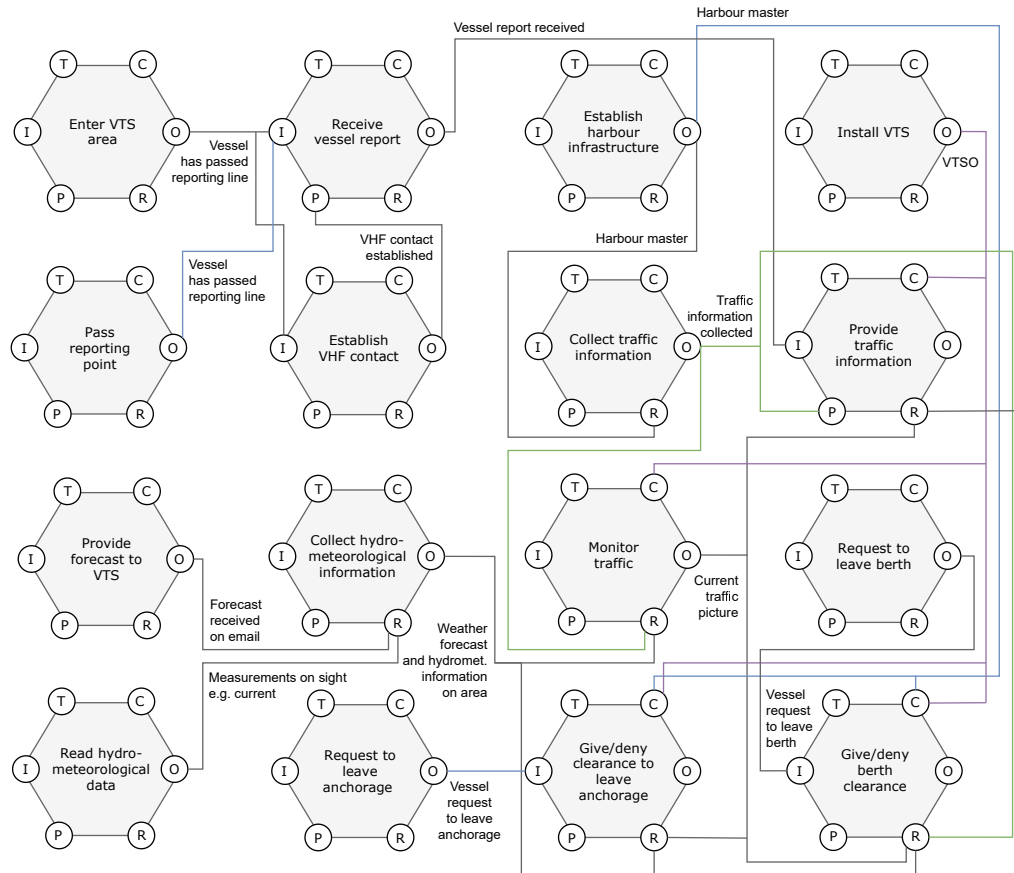 Harbour master
Vessel report received
T
C
T
C
T
C
T
C
I
Enter VTS
area
O
I
Receive
vessel report
O
I
Establish
harbour
infrastructure
O
I
Install VTS
O
Vessel
has passed
reporting line
VTSO
P
R
P
R
P
R
P
R
VHF contact
established
Harbour master
Vessel
has passed
reporting line
T
C
T
C
T
C
T
C
Traffic
information
collected
I
Pass
reporting
point
O
I
Establish
VHF contact
O
I
Collect traffic
information
O
I
Provide
traffic
information
O
P
R
P
R
P
R
P
R
T
C
T
C
T
C
T
C
I
Provide
forecast to
VTS
O
I
Collect hydro-
meteorological
information
O
I
Monitor
traffic
O
I
Request to
leave berth
O
Current
traffic
picture
Forecast
received
on email
P
R
P
R
P
R
P
R
Weather
forecast
and hydromet.
information
on area
Measurements on sight
e.g. current
T
C
T
C
T
C
T
C
Vessel
request
to leave
berth
I
Read hydro-
meteorological
data
O
I
Request to
leave
anchorage
O
I
Give/deny
clearance to
leave
anchorage
O
I
Give/deny
berth
clearance
O
Vessel
request
to leave
anchorage
P
R
P
R
P
R
P
R